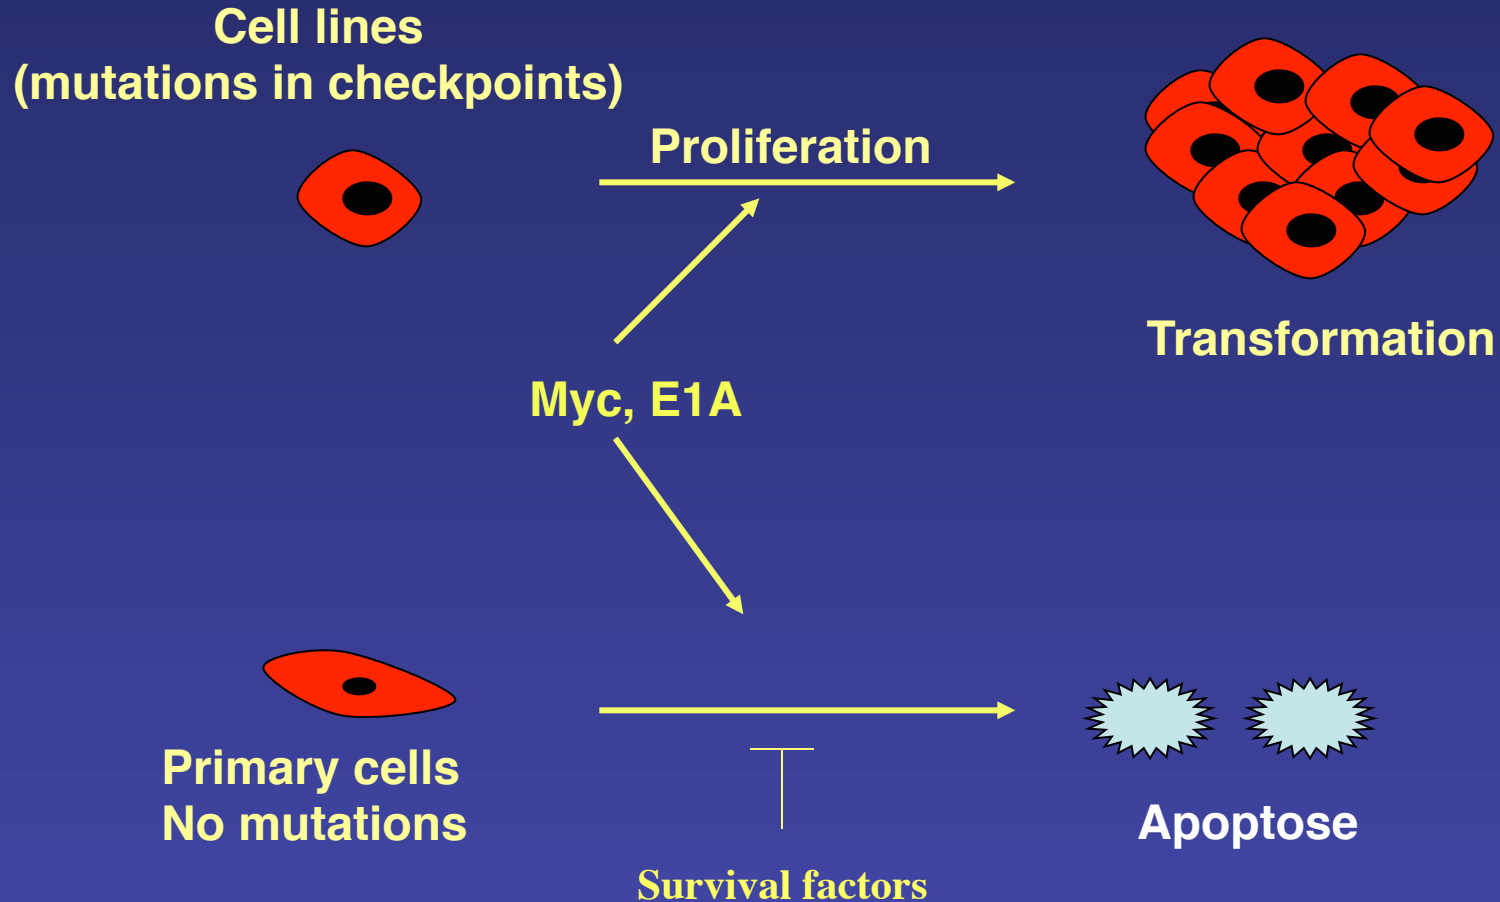 Cell lines
(mutations in checkpoints)
Proliferation
Transformation
Myc, E1A
Primary cells
No mutations
Apoptose
Survival factors